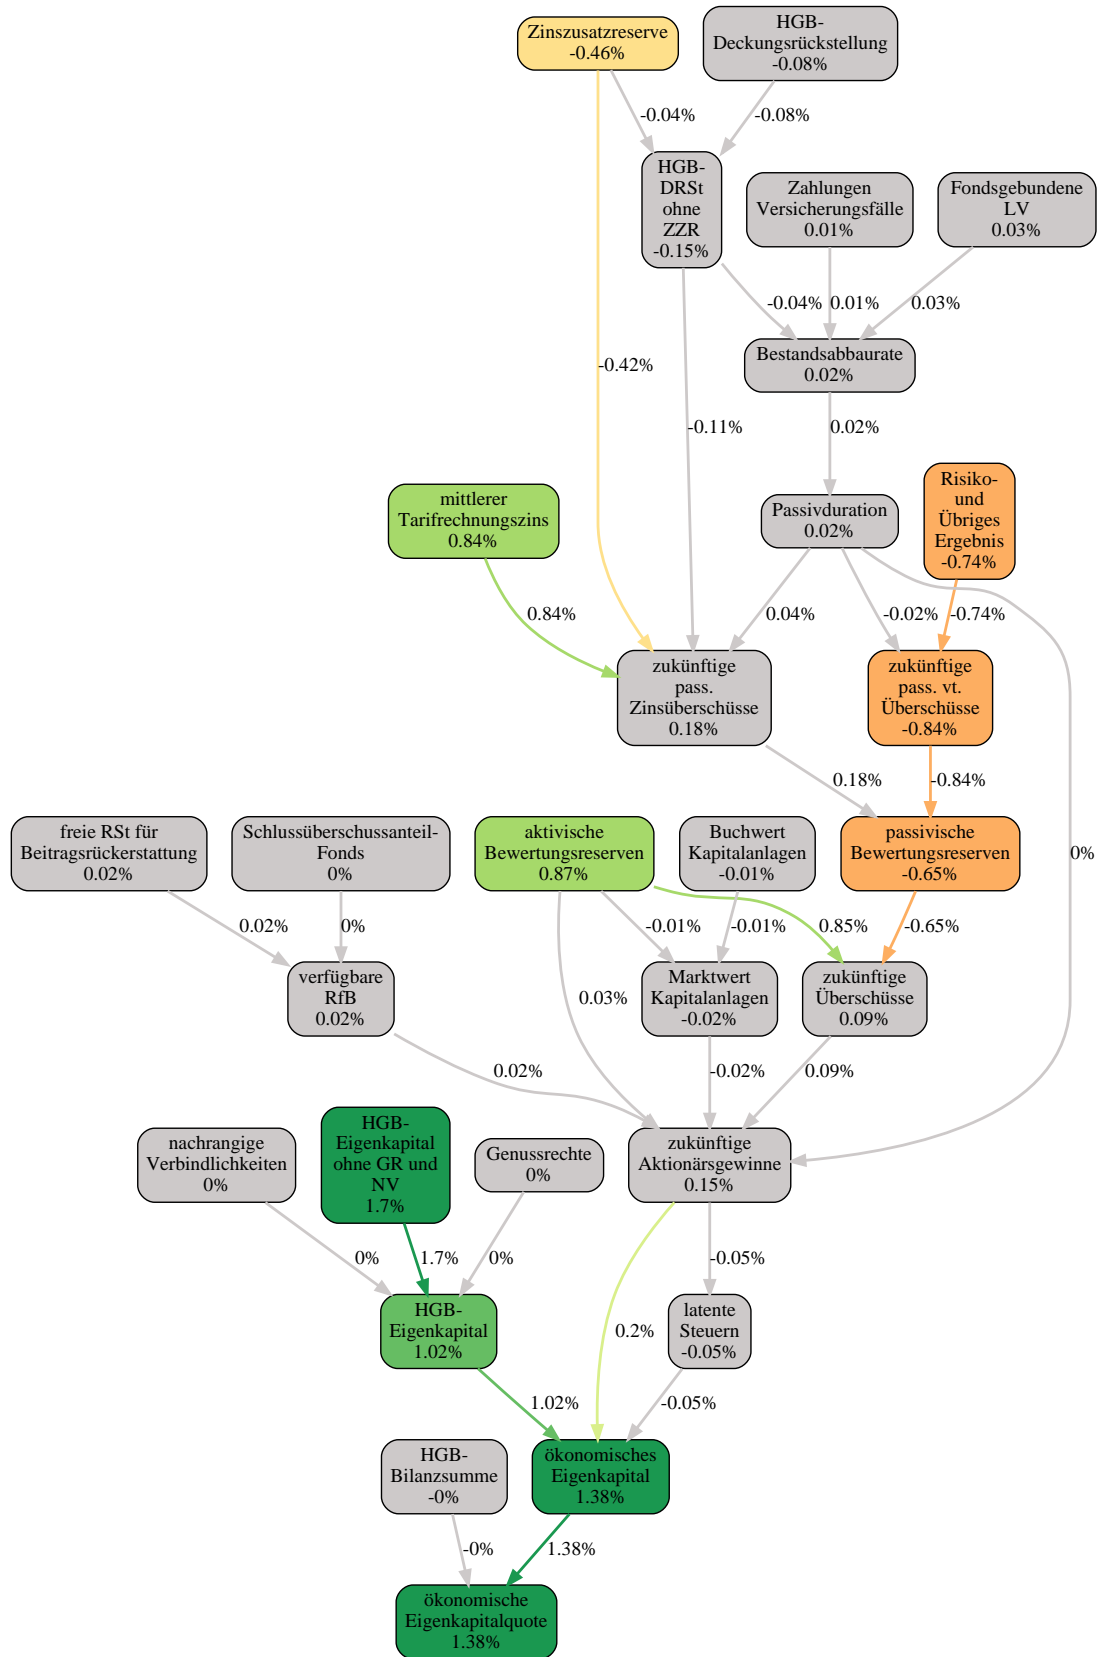 Zinszusatzreserve
-0.46%
HGB-
Deckungsrückstellung
-0.08%
-0.04%
-0.08%
HGB-
DRSt
ohne
ZZR
-0.15%
Zahlungen
Versicherungsfälle
0.01%
Fondsgebundene
LV
0.03%
-0.04%
0.01%
0.03%
Bestandsabbaurate
0.02%
-0.42%
-0.11%
0.02%
mittlerer
Tarifrechnungszins
0.84%
Passivduration
0.02%
Risiko-
und
Übriges
Ergebnis
-0.74%
0.84%
0.04%
-0.02%
-0.74%
zukünftige
pass.
Zinsüberschüsse
0.18%
zukünftige
pass. vt.
Überschüsse
-0.84%
0.18%
-0.84%
freie RSt für
Beitragsrückerstattung
0.02%
Schlussüberschussanteil-
Fonds
0%
aktivische
Bewertungsreserven
0.87%
Buchwert
Kapitalanlagen
-0.01%
passivische
Bewertungsreserven
-0.65%
0%
0.02%
0%
-0.01%
-0.01%
0.85%
-0.65%
verfügbare
RfB
0.02%
0.03%
Marktwert
Kapitalanlagen
-0.02%
zukünftige
Überschüsse
0.09%
0.02%
-0.02%
0.09%
nachrangige
Verbindlichkeiten
0%
HGB-
Eigenkapital
ohne GR und
NV
1.7%
Genussrechte
0%
zukünftige
Aktionärsgewinne
0.15%
0%
1.7%
0%
-0.05%
HGB-
Eigenkapital
1.02%
0.2%
latente
Steuern
-0.05%
1.02%
-0.05%
HGB-
Bilanzsumme
-0%
ökonomisches
Eigenkapital
1.38%
-0%
1.38%
ökonomische
Eigenkapitalquote
1.38%